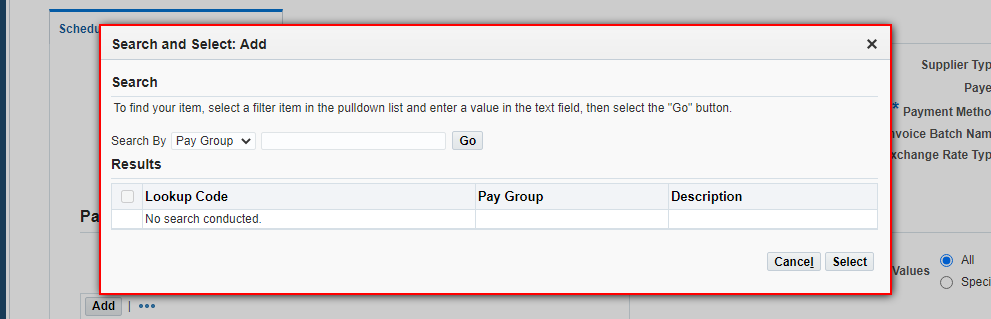 Schedu
Search and Select: Add
Search
To find your item, select a filter item in the pulldown list and enter a value in the text field, then select the "Go" button.
Search By Pay Group Go
Results
Lookup Code Pay Group Description
No search conducted.
Cancel Select
Supplier Typ
Paye
* Payment Metho
nvoice Batch Nam
xchange Rate Typ
Pa
Values All
Speci
Add | •••